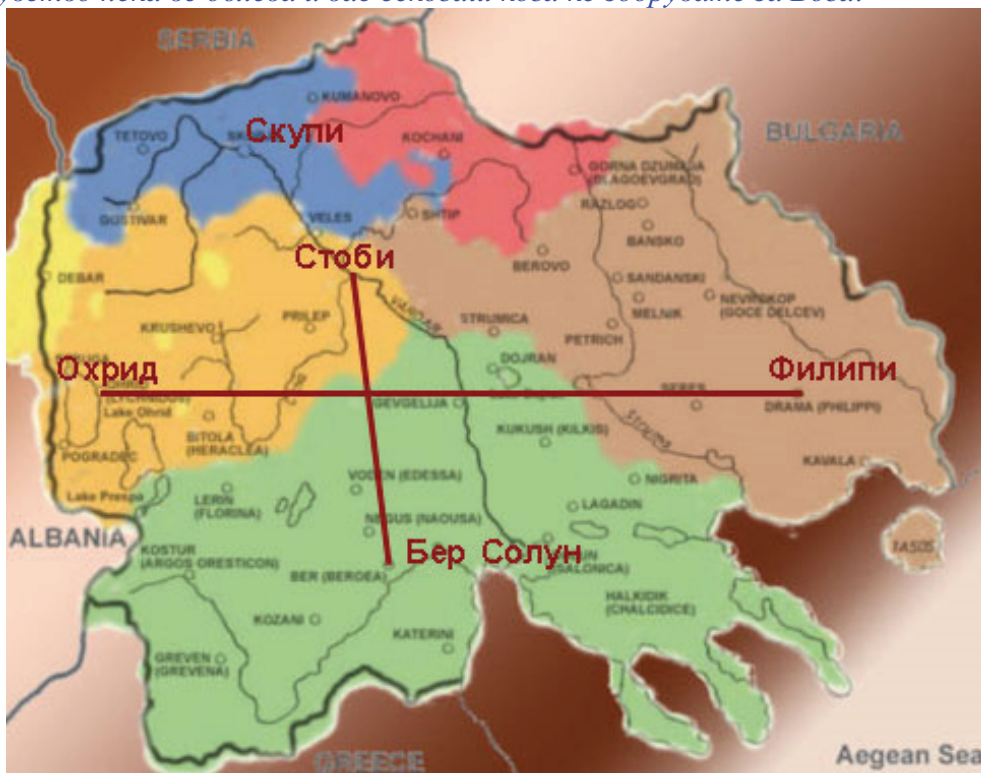 SERBIA
KUMANOVO
TETOVO
Скупи
KOCHANI
BULGARIA
GORNA DZUMAJA
(BLAGOEVGRAD)
RAZLOG
GOSTIVAR
SHTIP
VELES
BANSKO
Стоби
BEROVO
DEBAR
SANDANSKI
NEVROKOP
(GOCE DELCEV)
MELNIK
VARDAR
KRUSHEVO
PRILEP
STRUMICA
PETRICH
DOJRAN
Охрид
Филипи
(LYCHNIDOS)
Lake Ohrid
GEVGELIJA
SERES
DRAMA (PHILIPPI)
BITOLA
(HERACLEA)
Struma
KUKUSH (KILKIS)
POGRADEC
KAVALA
VODEN (EDESSA)
NIGRITA
Lake Prespa
LERIN
(FLORINA)
LAGADIN
ALBANIA
NEGUS (NAOUSA)
TASOS
KOSTUR
(ARGOS ORESTICON)
Бер Солун
BER (BEROEA)
HALKIDIK
(CHALCIDICE)
KOZANI
KATERINI
GREVEN
(GREVENA)
GREECE
Aegean Sea